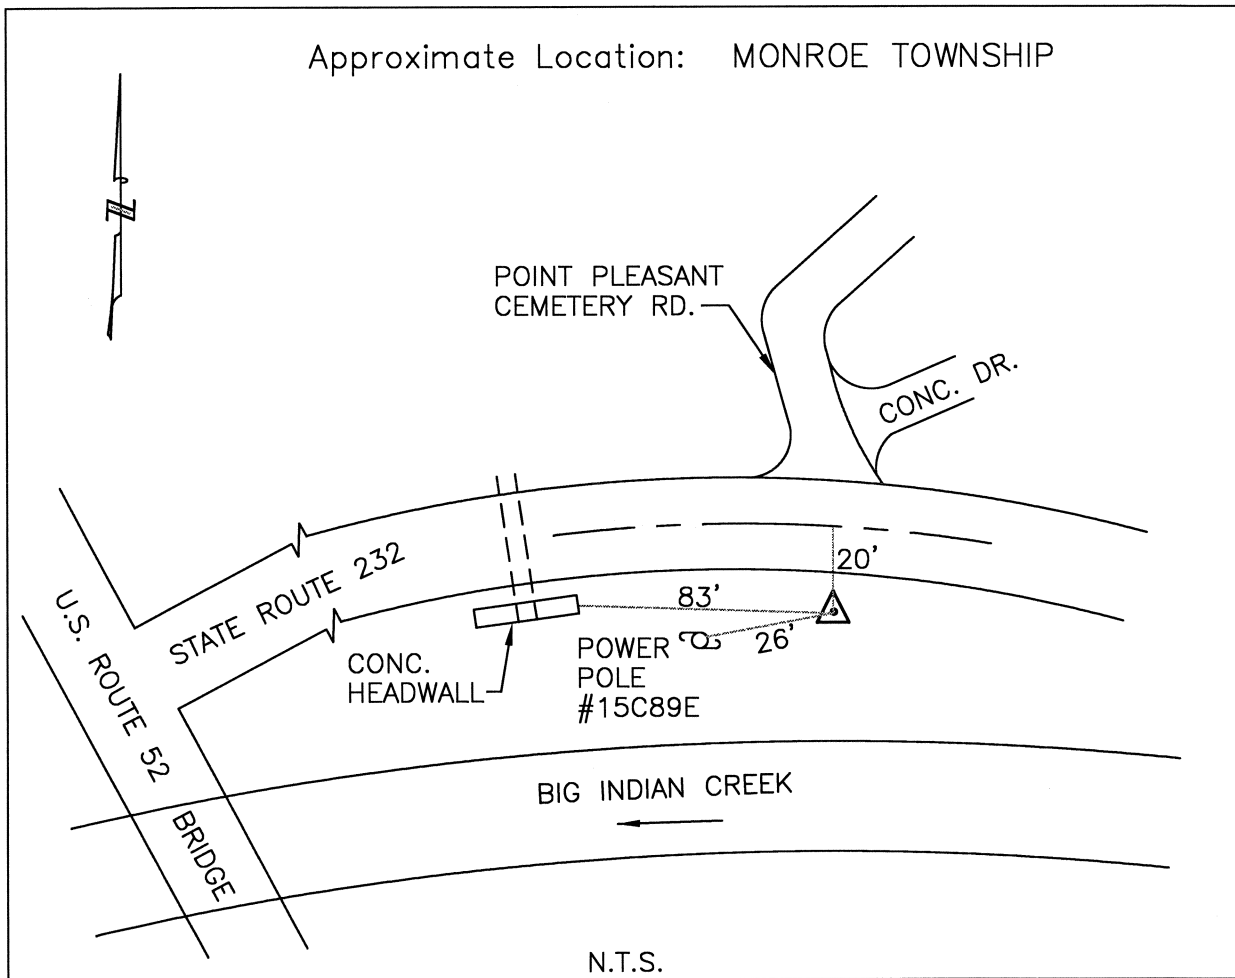 Approximate Location: MONROE TOWNSHIP
N
POINT PLEASANT
CEMETERY RD.
CONC. DR.
STATE ROUTE 232
20'
83'
26'
U.S. ROUTE 52
BRIDGE
CONC.
HEADWALL
POWER
POLE
#15C89E
BIG INDIAN CREEK
N.T.S.